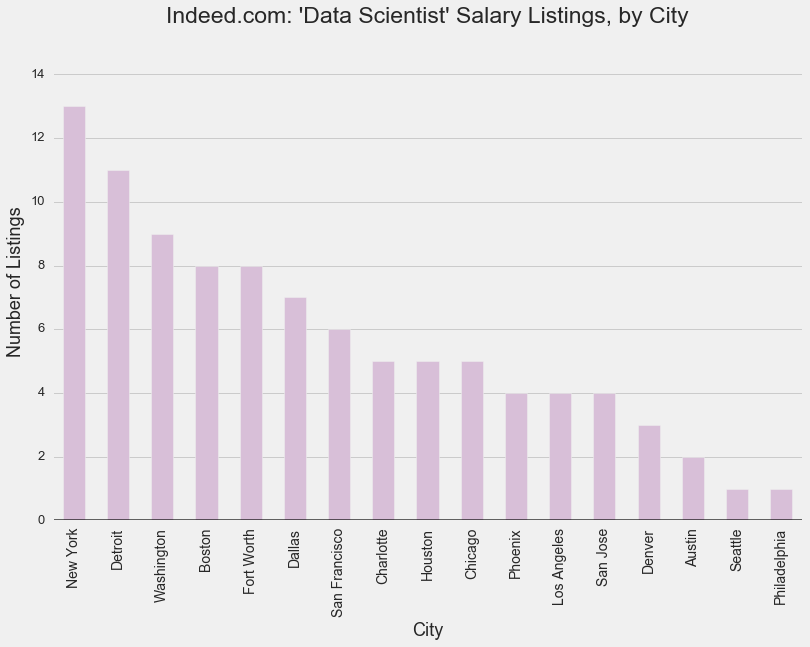 Indeed.com: 'Data Scientist' Salary Listings, by City
Number of Listings
14
12
10
8
6
4
2
0
New York
Detroit
Washington
Boston
Fort Worth
Dallas
San Francisco
Charlotte
Houston
Chicago
Phoenix
Los Angeles
San Jose
Denver
Austin
Seattle
Philadelphia
City